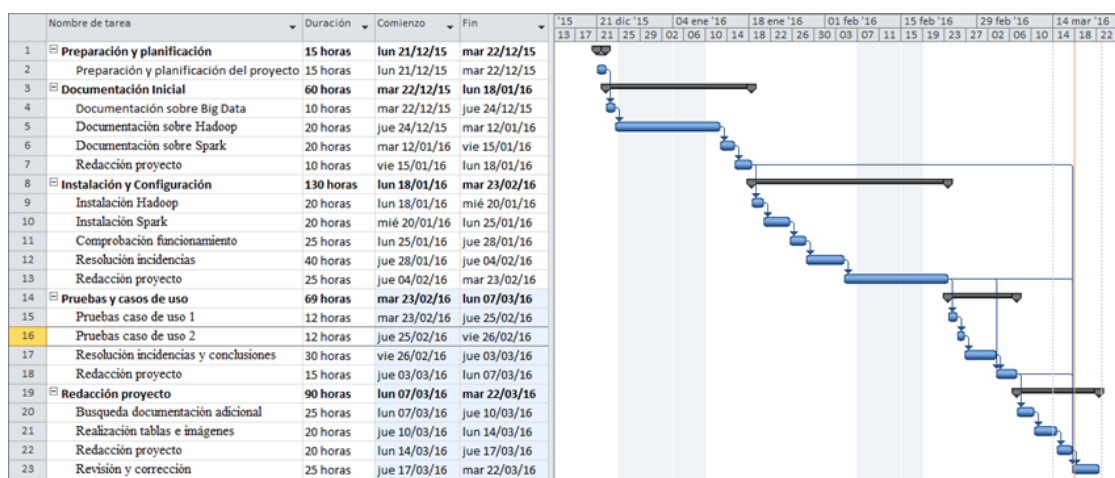 Nombre de tarea Duración Comienzo Fin '15 21 dic '15 04 ene '16 18 ene '16 01 feb '16 15 feb '16 29 feb '16 14 mar '16
13 17 21 25 29 02 06 10 14 18 22 26 30 03 07 11 15 19 23 27 02 06 10 14 18 22
1 Preparación y planificación 15 horas lun 21/12/15 mar 22/12/15
2 Preparación y planificación del proyecto 15 horas lun 21/12/15 mar 22/12/15
3 Documentación Inicial 60 horas mar 22/12/15 lun 18/01/16
4 Documentación sobre Big Data 10 horas mar 22/12/15 jue 24/12/15
5 Documentación sobre Hadoop 20 horas jue 24/12/15 mar 12/01/16
6 Documentación sobre Spark 20 horas mar 12/01/16 vie 15/01/16
7 Redacción proyecto 10 horas vie 15/01/16 lun 18/01/16
8 Instalación y Configuración 130 horas lun 18/01/16 mar 23/02/16
9 Instalación Hadoop 20 horas lun 18/01/16 mié 20/01/16
10 Instalación Spark 20 horas mié 20/01/16 lun 25/01/16
11 Comprobación funcionamiento 25 horas lun 25/01/16 jue 28/01/16
12 Resolución incidencias 40 horas jue 28/01/16 jue 04/02/16
13 Redacción proyecto 25 horas jue 04/02/16 mar 23/02/16
14 Pruebas y casos de uso 69 horas mar 23/02/16 lun 07/03/16
15 Pruebas caso de uso 1 12 horas mar 23/02/16 jue 25/02/16
16 Pruebas caso de uso 2 12 horas jue 25/02/16 vie 26/02/16
17 Resolución incidencias y conclusiones 30 horas vie 26/02/16 jue 03/03/16
18 Redacción proyecto 15 horas jue 03/03/16 lun 07/03/16
19 Redacción proyecto 90 horas lun 07/03/16 mar 22/03/16
20 Busqueda documentación adicional 25 horas lun 07/03/16 jue 10/03/16
21 Realización tablas e imágenes 20 horas jue 10/03/16 lun 14/03/16
22 Redacción proyecto 20 horas lun 14/03/16 jue 17/03/16
23 Revisión y corrección 25 horas jue 17/03/16 mar 22/03/16